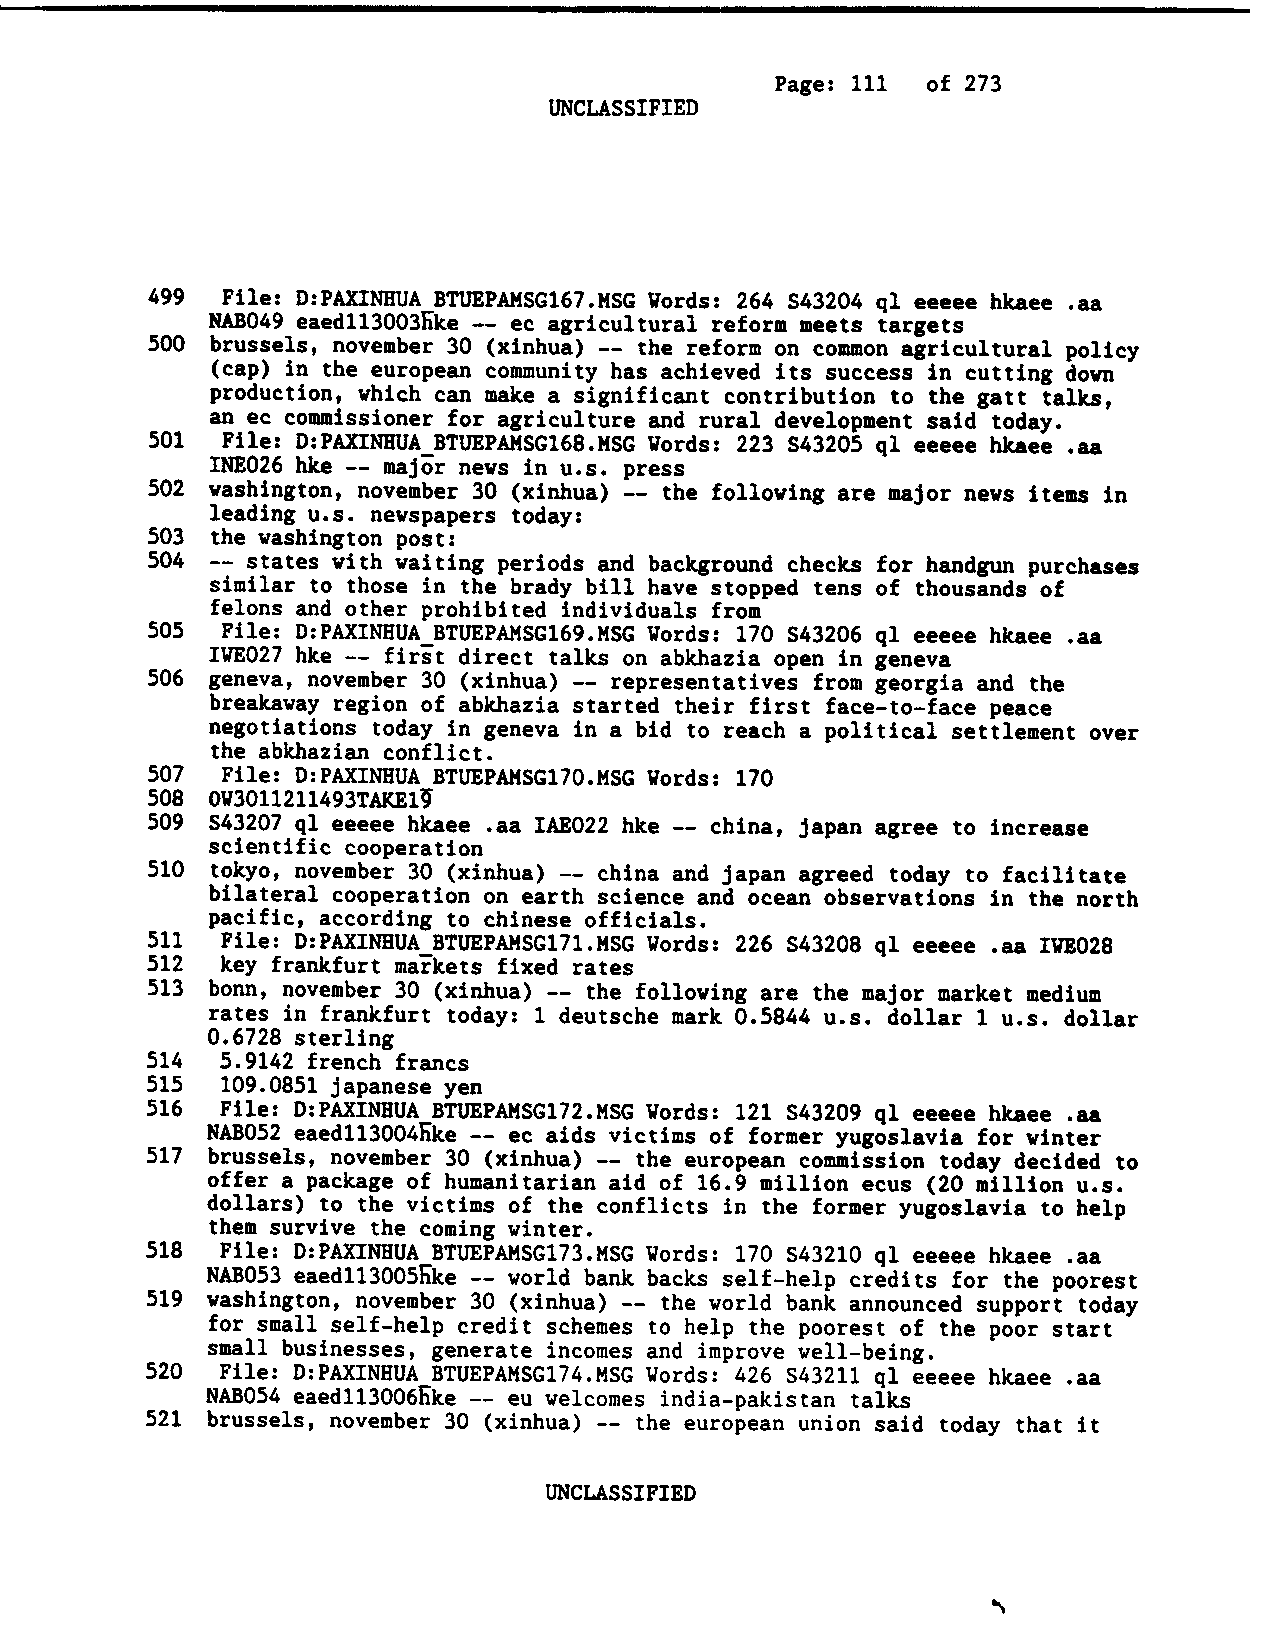 Page: 111 of 273
UNCLASSIFIED
499 File: D:PAXINHUA_BTUEPAMSG167.MSG Words: 264 S43204 ql eeeee hkaee .aa
NAB049 eaed113003hke -- ec agricultural reform meets targets
500 brussels, november 30 (xinhua) -- the reform on common agricultural policy
(cap) in the european community has achieved its success in cutting down
production, which can make a significant contribution to the gatt talks,
an ec commissioner for agriculture and rural development said today.
501 File: D:PAXINHUA_BTUEPAMSG168.MSG Words: 223 S43205 ql eeeee hkaee .aa
INE026 hke -- major news in u.s. press
502 washington, november 30 (xinhua) -- the following are major news items in
leading u.s. newspapers today:
503 the washington post:
504 -- states with waiting periods and background checks for handgun purchases
similar to those in the brady bill have stopped tens of thousands of
felons and other prohibited individuals from
505 File: D:PAXINHUA_BTUEPAMSG169.MSG Words: 170 S43206 ql eeeee hkaee .aa
IWE027 hke -- first direct talks on abkhazia open in geneva
506 geneva, november 30 (xinhua) -- representatives from georgia and the
breakaway region of abkhazia started their first face-to-face peace
negotiations today in geneva in a bid to reach a political settlement over
the abkhazian conflict.
507 File: D:PAXINHUA_BTUEPAMSG170.MSG Words: 170
508 OW3011211493TAKE19
509 S43207 ql eeeee hkaee .aa IAE022 hke -- china, japan agree to increase
scientific cooperation
510 tokyo, november 30 (xinhua) -- china and japan agreed today to facilitate
bilateral cooperation on earth science and ocean observations in the north
pacific, according to chinese officials.
511 File: D:PAXINHUA_BTUEPAMSG171.MSG Words: 226 S43208 ql eeeee .aa IWE028
512 key frankfurt markets fixed rates
513 bonn, november 30 (xinhua) -- the following are the major market medium
rates in frankfurt today: 1 deutsche mark 0.5844 u.s. dollar 1 u.s. dollar
0.6728 sterling
514 5.9142 french francs
515 109.0851 japanese yen
516 File: D:PAXINHUA_BTUEPAMSG172.MSG Words: 121 S43209 ql eeeee hkaee .aa
NAB052 eaed113004hke -- ec aids victims of former yugoslavia for winter
517 brussels, november 30 (xinhua) -- the european commission today decided to
offer a package of humanitarian aid of 16.9 million ecus (20 million u.s.
dollars) to the victims of the conflicts in the former yugoslavia to help
them survive the coming winter.
518 File: D:PAXINHUA_BTUEPAMSG173.MSG Words: 170 S43210 ql eeeee hkaee .aa
NAB053 eaed113005hke -- world bank backs self-help credits for the poorest
519 washington, november 30 (xinhua) -- the world bank announced support today
for small self-help credit schemes to help the poorest of the poor start
small businesses, generate incomes and improve well-being.
520 File: D:PAXINHUA_BTUEPAMSG174.MSG Words: 426 S43211 ql eeeee hkaee .aa
NAB054 eaed113006hke -- eu welcomes india-pakistan talks
521 brussels, november 30 (xinhua) -- the european union said today that it
UNCLASSIFIED